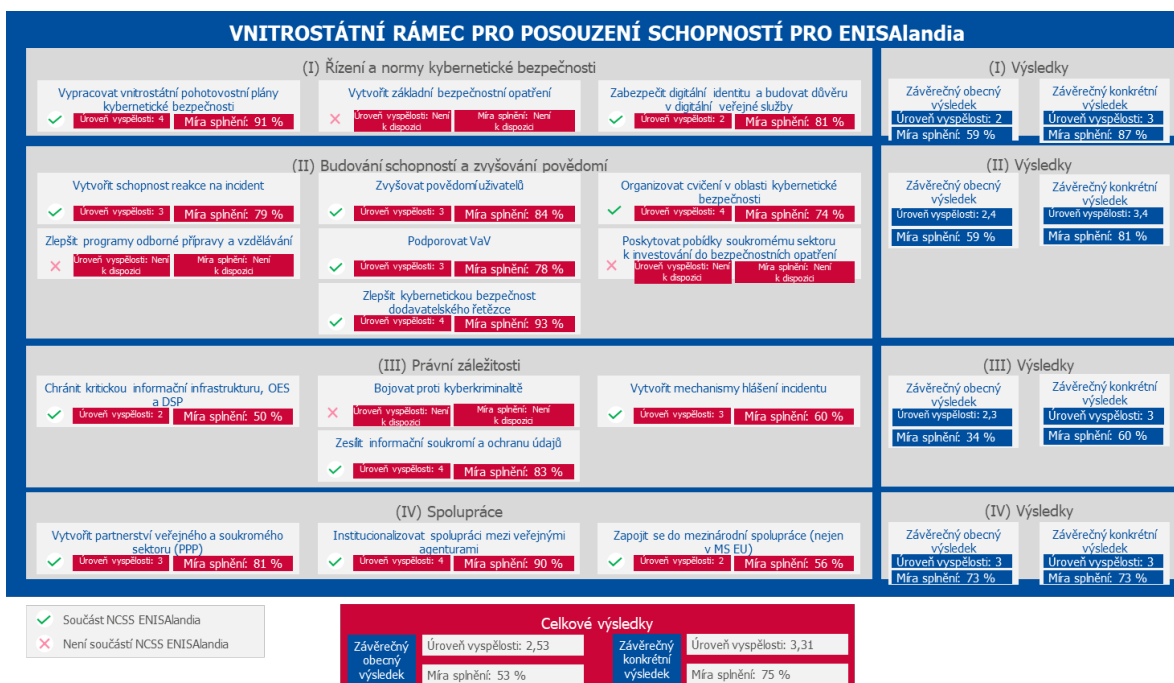 VNITROSTÁTNÍ RÁMEC PRO POSOUZENÍ SCHOPNOSTÍ PRO ENISAlandia
(I) Řízení a normy kybernetické bezpečnosti
Vypracovat vnitrostátní pohotovostní plány
kybernetické bezpečnosti
Úroveň vyspělosti: 4
Míra splnění: 91 %
Vytvořit základní bezpečnostní opatření
Úroveň vyspělosti: Není
k dispozici
Míra splnění: Není
k dispozici
Zabezpečit digitální identitu a budovat důvěru
v digitální veřejné služby
Úroveň vyspělosti: 2
Míra splnění: 81 %
(I) Výsledky
Závěrečný obecný
výsledek
Úroveň vyspělosti: 2
Míra splnění: 59 %
Závěrečný konkrétní
výsledek
Úroveň vyspělosti: 3
Míra splnění: 87 %
(II) Budování schopností a zvyšování povědomí
Vytvořit schopnost reakce na incident
Úroveň vyspělosti: 3
Míra splnění: 79 %
Zvyšovat povědomí uživatelů
Úroveň vyspělosti: 3
Míra splnění: 84 %
Organizovat cvičení v oblasti kybernetické
bezpečnosti
Úroveň vyspělosti: 4
Míra splnění: 74 %
Zlepšit programy odborné přípravy a vzdělávání
Úroveň vyspělosti: Není
k dispozici
Míra splnění: Není
k dispozici
Podporovat VaV
Úroveň vyspělosti: 3
Míra splnění: 78 %
Poskytovat pobídky soukromému sektoru
k investování do bezpečnostních opatření
Úroveň vyspělosti: Není
k dispozici
Míra splnění: Není
k dispozici
Zlepšit kybernetickou bezpečnost
dodavatelského řetězce
Úroveň vyspělosti: 4
Míra splnění: 93 %
(II) Výsledky
Závěrečný obecný
výsledek
Úroveň vyspělosti: 2,4
Míra splnění: 59 %
Závěrečný konkrétní
výsledek
Úroveň vyspělosti: 3,4
Míra splnění: 81 %
(III) Právní záležitosti
Chránit kritickou informační infrastrukturu, OES
a DSP
Úroveň vyspělosti: 2
Míra splnění: 50 %
Bojovat proti kyberkriminalitě
Úroveň vyspělosti: Není
k dispozici
Míra splnění: Není
k dispozici
Vytvořit mechanismy hlášení incidentu
Úroveň vyspělosti: 3
Míra splnění: 60 %
Zesílit informační soukromí a ochranu údajů
Úroveň vyspělosti: 4
Míra splnění: 83 %
(III) Výsledky
Závěrečný obecný
výsledek
Úroveň vyspělosti: 2,3
Míra splnění: 34 %
Závěrečný konkrétní
výsledek
Úroveň vyspělosti: 3
Míra splnění: 60 %
(IV) Spolupráce
Vytvořit partnerství veřejného a soukromého
sektoru (PPP)
Úroveň vyspělosti: 3
Míra splnění: 81 %
Institucionalizovat spolupráci mezi veřejnými
agenturami
Úroveň vyspělosti: 4
Míra splnění: 90 %
Zapojit se do mezinárodní spolupráce (nejen
v MS EU)
Úroveň vyspělosti: 2
Míra splnění: 56 %
(IV) Výsledky
Závěrečný obecný
výsledek
Úroveň vyspělosti: 3
Míra splnění: 73 %
Závěrečný konkrétní
výsledek
Úroveň vyspělosti: 3
Míra splnění: 73 %
Součást NCSS ENISAlandia
Není součástí NCSS ENISAlandia
Celkové výsledky
Závěrečný
obecný
výsledek
Úroveň vyspělosti: 2,53
Míra splnění: 53 %
Závěrečný
konkrétní
výsledek
Úroveň vyspělosti: 3,31
Míra splnění: 75 %